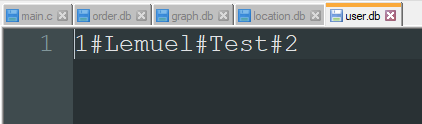 main.c order.db graph.db location.db user.db
1 1#Lemuel#Test#2